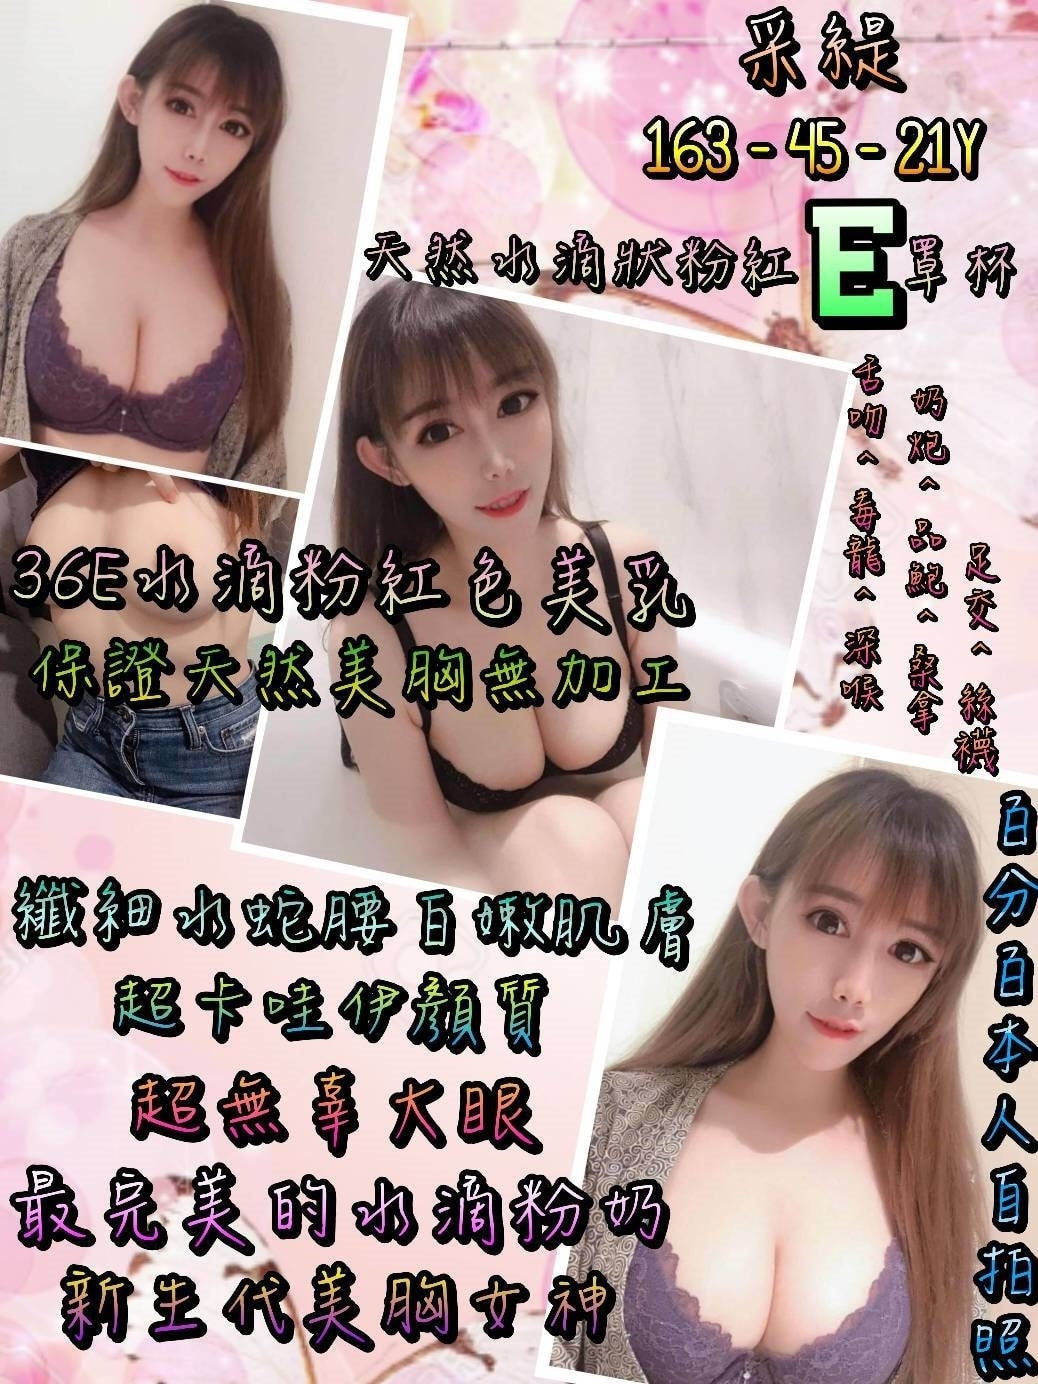 采緹
163-45-21Y
天然水滴狀粉紅E罩杯
舌吻^毒龍^深喉
奶炮^品鮑^桑拿
足交^絲襪
36E水滴粉紅色美乳
保證天然美胸無加工
百分百本人自拍照
纖細水蛇腰白嫩肌膚
超卡哇伊顏質
超無辜大眼
最完美的水滴粉奶
新生代美胸女神